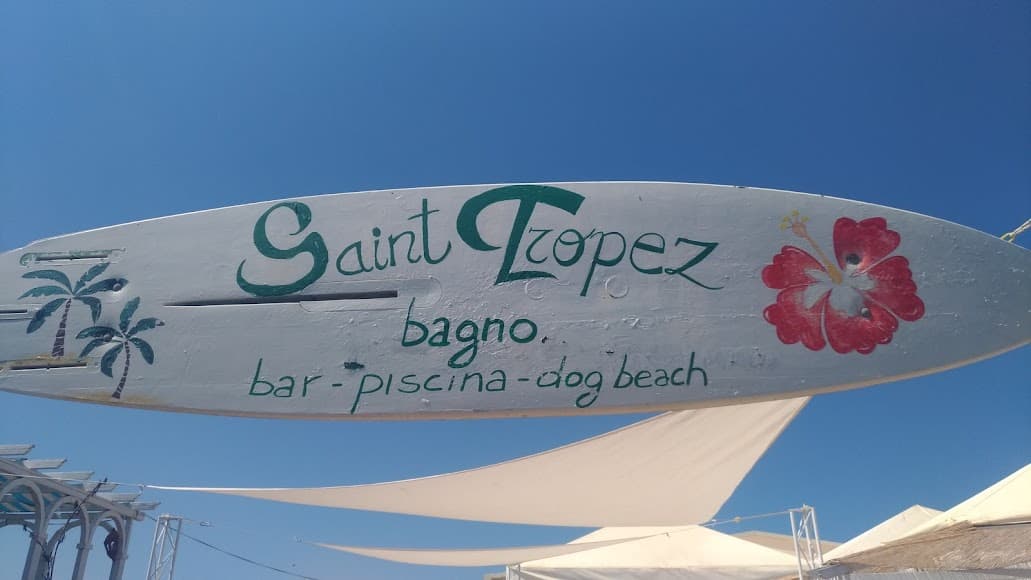 Saint Tropez
bagno
bar - piscina - dog beach